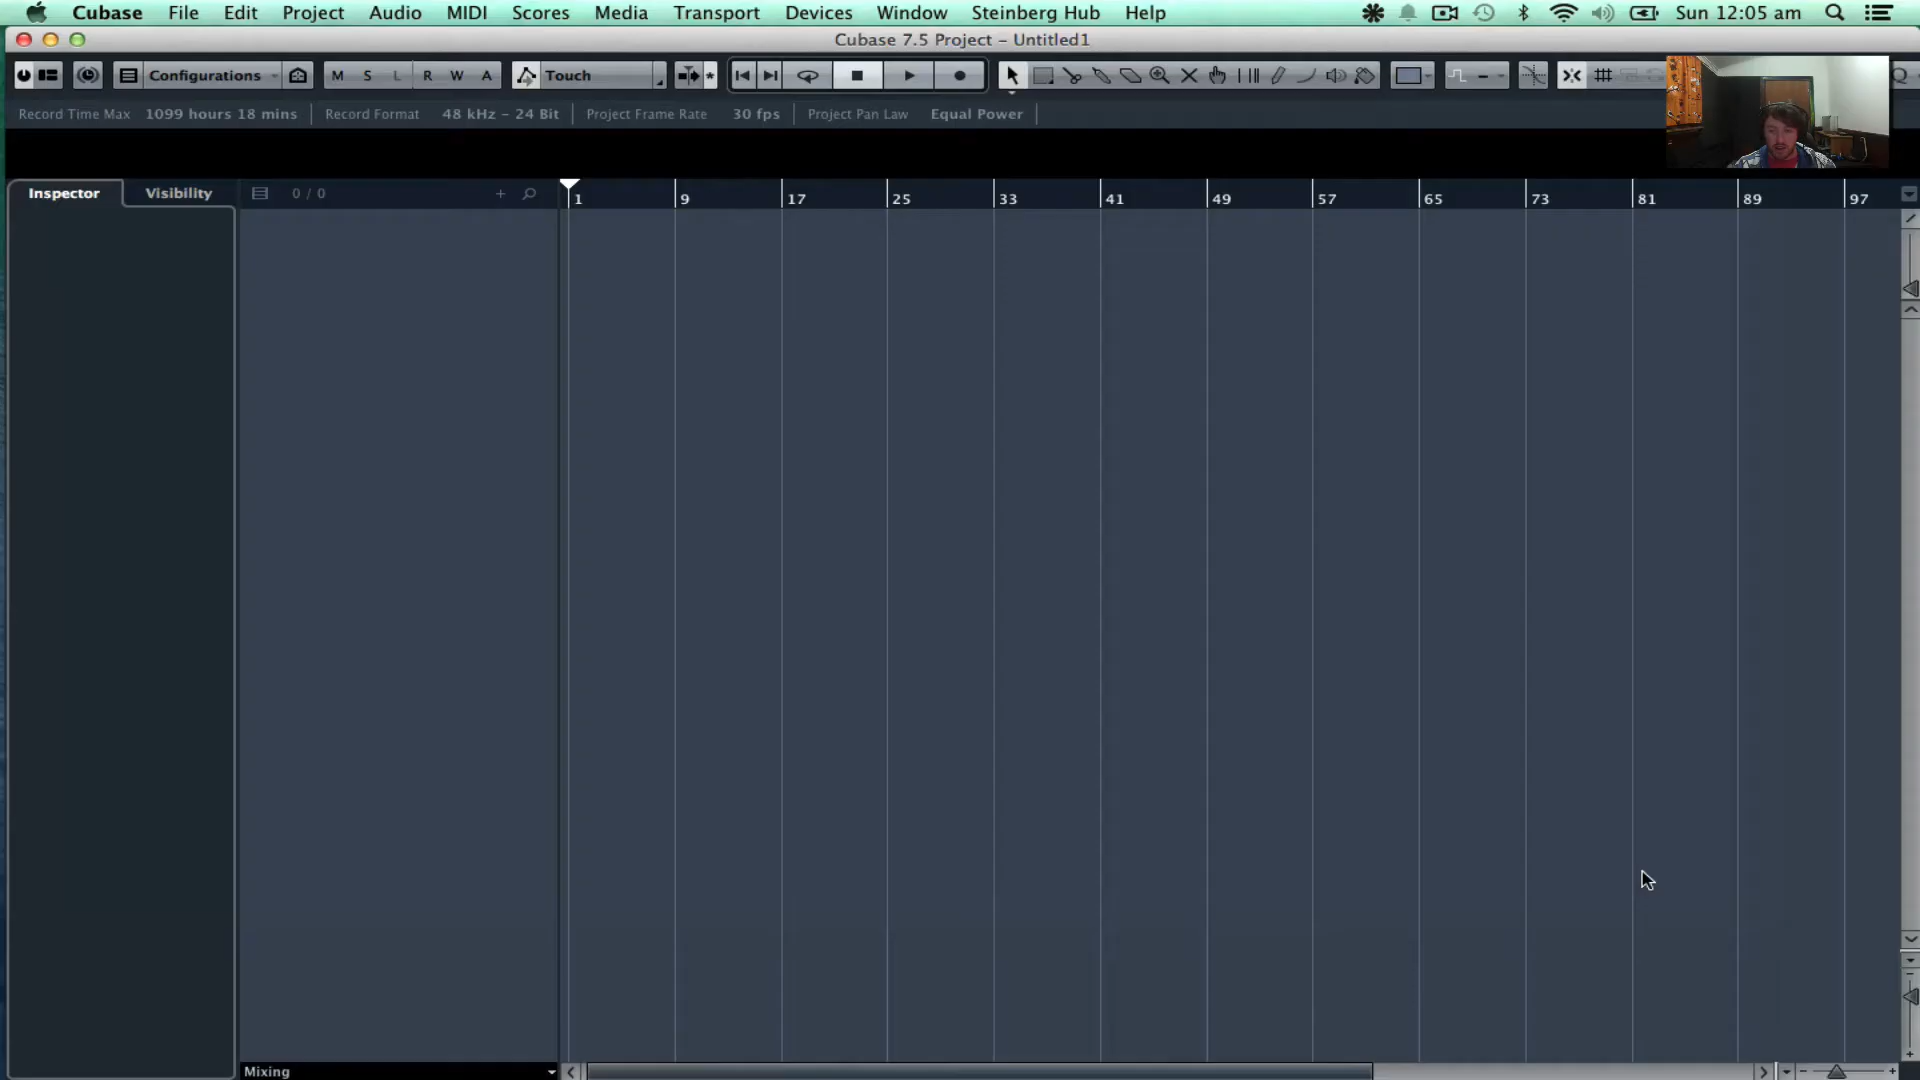 Cubase File Edit Project Audio MIDI Scores Media Transport Devices Window Steinberg Hub Help Sun 12:05 am
Cubase 7.5 Project – Untitled1
Configurations M S L R W A Touch
Record Time Max 1099 hours 18 mins Record Format 48 kHz – 24 Bit Project Frame Rate 30 fps Project Pan Law Equal Power
Inspector Visibility 0 / 0 1 9 17 25 33 41 49 57 65 73 81 89 97
Mixing